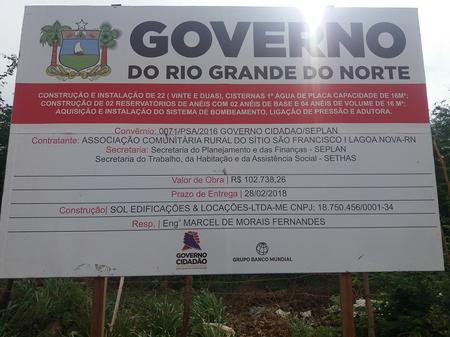 GOVERNO
DO RIO GRANDE DO NORTE
CONSTRUÇÃO E INSTALAÇÃO DE 22 ( VINTE E DUAS), CISTERNAS 1ª AGUA DE PLACA CAPACIDADE DE 16M³;
CONSTRUÇÃO DE 02 RESERVATÓRIOS DE ANÉIS COM 02 ANÉIS DE BASE E 04 ANÉIS DE VOLUME DE 16 M³;
AQUISIÇÃO E INSTALAÇÃO DO SISTEMA DE BOMBEAMENTO, LIGAÇÃO DE PRESSÃO E ADUTORA.
Convênio: 0071/PSA/2016 GOVERNO CIDADAO/SEPLAN
Contratante: ASSOCIAÇÃO COMUNITÁRIA RURAL DO SÍTIO SÃO FRANCISCO I LAGOA NOVA-RN
Secretaria: Secretaria do Planejamento e das Finanças - SEPLAN
Secretaria do Trabalho, da Habitação e da Assistência Social - SETHAS
Valor de Obra | R$ 102.738,26
Prazo de Entrega | 28/02/2018
Construção| SOL EDIFICAÇÕES & LOCAÇÕES-LTDA-ME CNPJ: 18.750.456/0001-34
Resp. | Engº MARCEL DE MORAIS FERNANDES
GOVERNO
CIDADÃO
GRUPO BANCO MUNDIAL